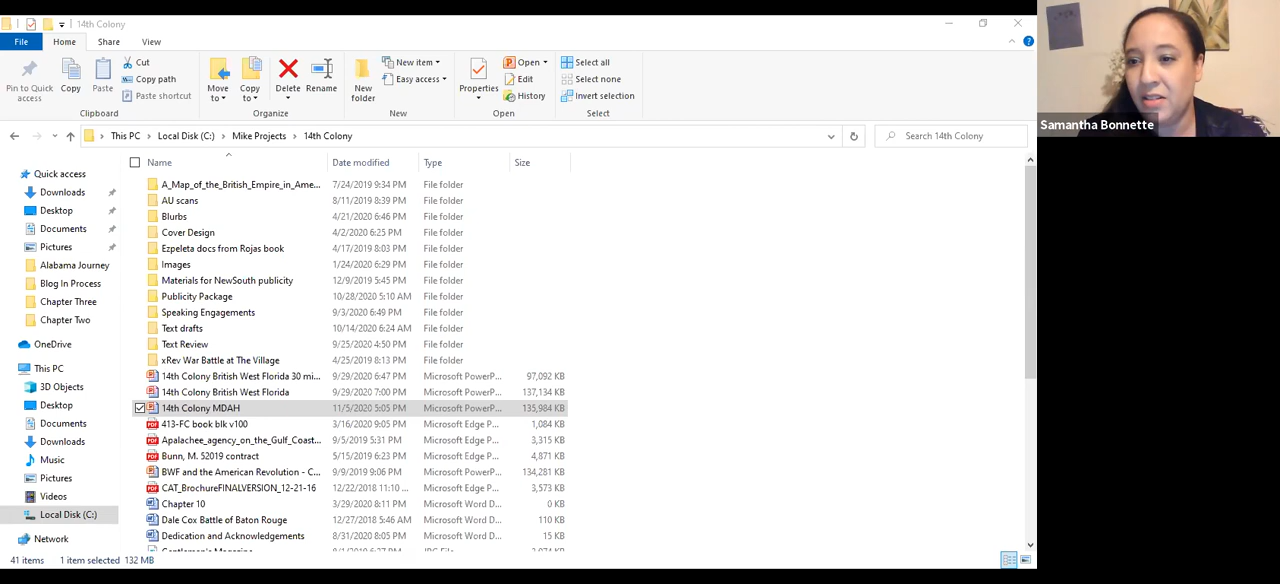 14th Colony
File Home Share View
Pin to Quick access
Copy
Paste
Cut
Copy path
Paste shortcut
Clipboard
Move to
Copy to
Delete
Rename
Organize
New folder
New item
Easy access
New
Properties
Open
Edit
History
Open
Select all
Select none
Invert selection
Select
Samantha Bonnette
This PC > Local Disk (C:) > Mike Projects > 14th Colony
Search 14th Colony
Quick access
Downloads
Desktop
Documents
Pictures
Alabama Journey
Blog In Process
Chapter Three
Chapter Two
OneDrive
This PC
3D Objects
Desktop
Documents
Downloads
Music
Pictures
Videos
Local Disk (C:)
Network
Name Date modified Type Size
A_Map_of_the_British_Empire_in_Ame... 7/24/2019 9:34 PM File folder
AU scans 8/11/2019 8:39 PM File folder
Blurbs 4/21/2020 6:46 PM File folder
Cover Design 4/2/2020 6:25 PM File folder
Ezpeleta docs from Rojas book 4/17/2019 8:03 PM File folder
Images 1/24/2020 6:29 PM File folder
Materials for NewSouth publicity 12/9/2019 5:45 PM File folder
Publicity Package 10/28/2020 5:10 AM File folder
Speaking Engagements 9/3/2020 6:49 PM File folder
Text drafts 10/14/2020 6:24 AM File folder
Text Review 9/25/2020 4:50 PM File folder
xRev War Battle at The Village 4/25/2019 8:13 PM File folder
14th Colony British West Florida 30 mi... 9/29/2020 6:47 PM Microsoft PowerP... 97,092 KB
14th Colony British West Florida 9/29/2020 7:00 PM Microsoft PowerP... 137,134 KB
14th Colony MDAH 11/5/2020 5:05 PM Microsoft PowerP... 135,984 KB
413-FC book blk v100 3/16/2020 9:05 PM Microsoft Edge P... 1,084 KB
Apalachee_agency_on_the_Gulf_Coast... 9/5/2019 5:31 PM Microsoft Edge P... 3,315 KB
Bunn, M. 52019 contract 5/15/2019 6:23 PM Microsoft Edge P... 4,871 KB
BWF and the American Revolution - C... 9/9/2019 9:06 PM Microsoft PowerP... 134,281 KB
CAT_BrochureFINALVERSION_12-21-16 12/22/2018 11:10 ... Microsoft Edge P... 3,573 KB
Chapter 10 3/29/2020 8:11 PM Microsoft Word D... 0 KB
Dale Cox Battle of Baton Rouge 12/27/2018 5:46 AM Microsoft Word D... 110 KB
Dedication and Acknowledgements 8/31/2020 8:05 PM Microsoft Word D... 15 KB
41 items 1 item selected 132 MB